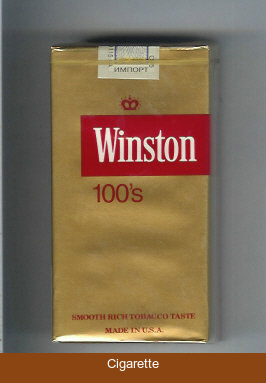 ИМПОРТ
Winston
100's
SMOOTH RICH TOBACCO TASTE
MADE IN U.S.A.
Cigarette